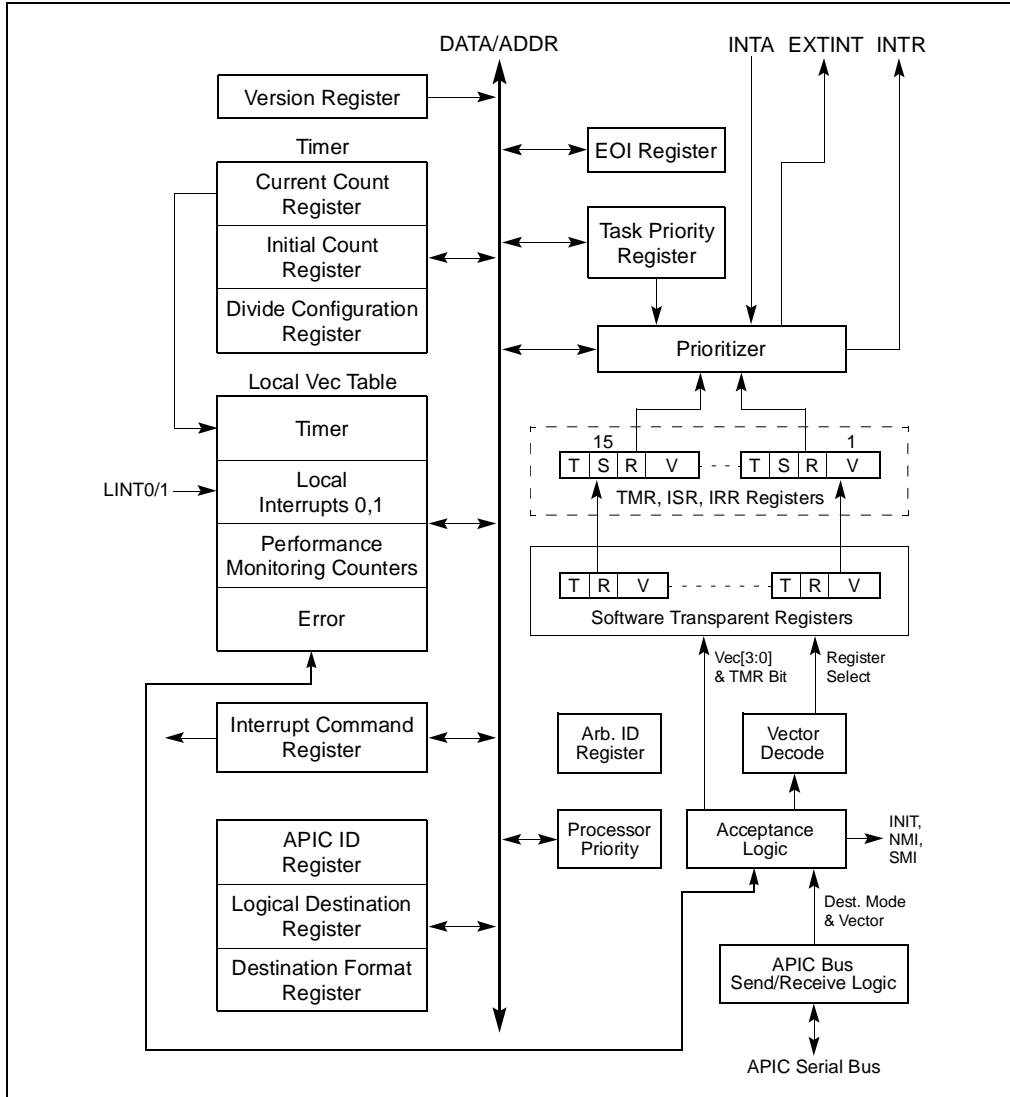 DATA/ADDR
INTA EXTINT INTR
Version Register
EOI Register
Timer
Current Count
Register
Initial Count
Register
Divide Configuration
Register
Task Priority
Register
Prioritizer
Local Vec Table
Timer
Local
Interrupts 0,1
Performance
Monitoring Counters
Error
LINT0/1
15
1
T S R V
T S R V
TMR, ISR, IRR Registers
T R V
T R V
Software Transparent Registers
Vec[3:0]
& TMR Bit
Register
Select
Interrupt Command
Register
Arb. ID
Register
Vector
Decode
APIC ID
Register
Logical Destination
Register
Destination Format
Register
Processor
Priority
Acceptance
Logic
INIT,
NMI,
SMI
Dest. Mode
& Vector
APIC Bus
Send/Receive Logic
APIC Serial Bus